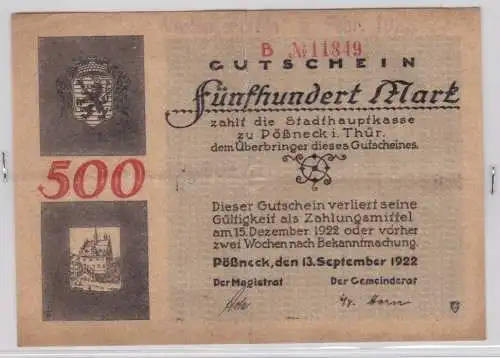 B № 11849
GUTSCHEIN
Fünfhundert Mark
zahlt die Stadthauptkasse
zu Pößneck i. Thür.
dem Überbringer dieses Gutscheines.
500
Dieser Gutschein verliert seine
Gültigkeit als Zahlungsmittel
am 15. Dezember 1922 oder vorher
zwei Wochen nach Bekanntmachung.
Pößneck, den 13. September 1922
Der Magistrat Der Gemeinderat